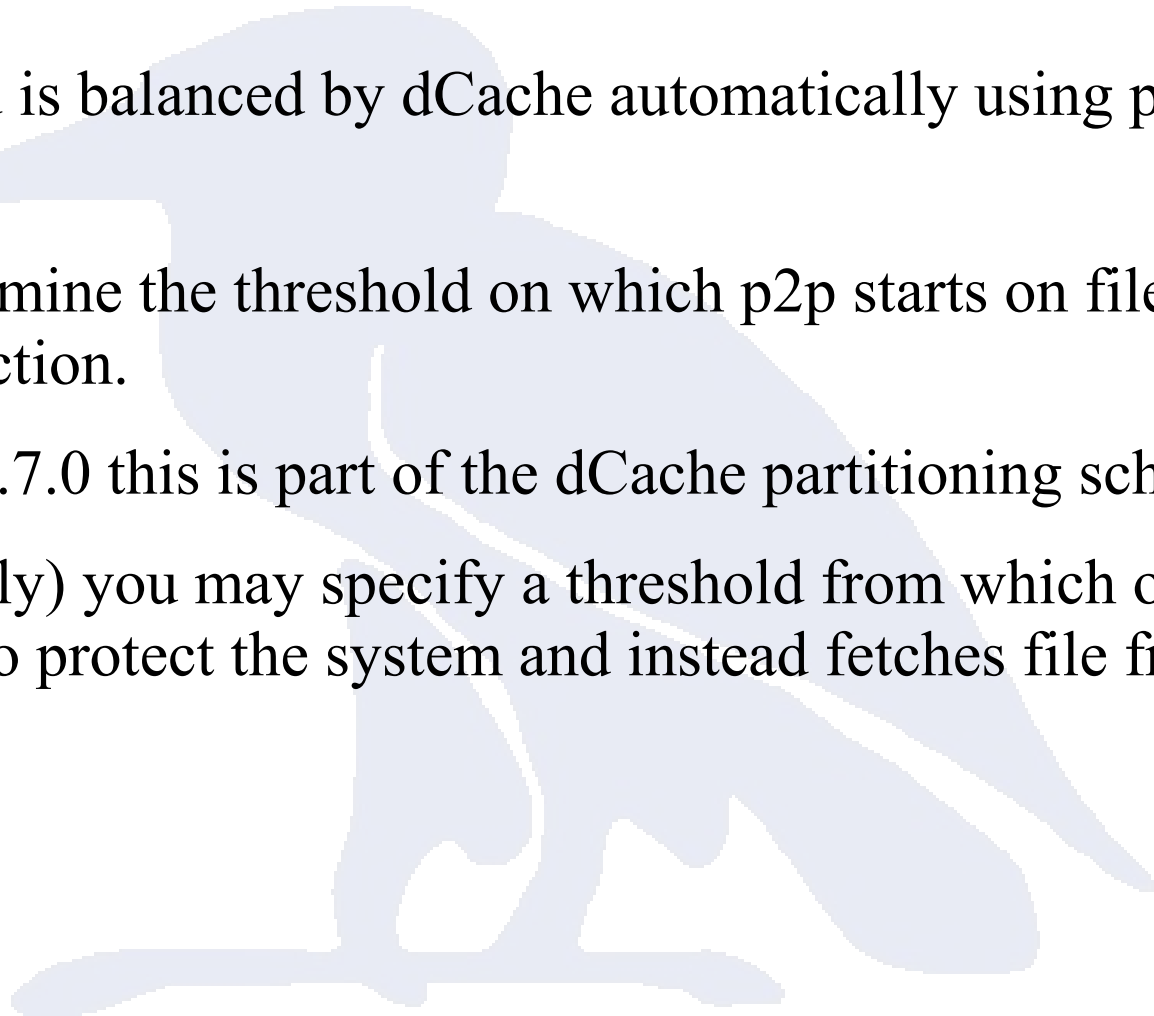 is balanced by dCache automatically using p
mine the threshold on which p2p starts on file
ction.
.7.0 this is part of the dCache partitioning sch
ly) you may specify a threshold from which o
o protect the system and instead fetches file fr